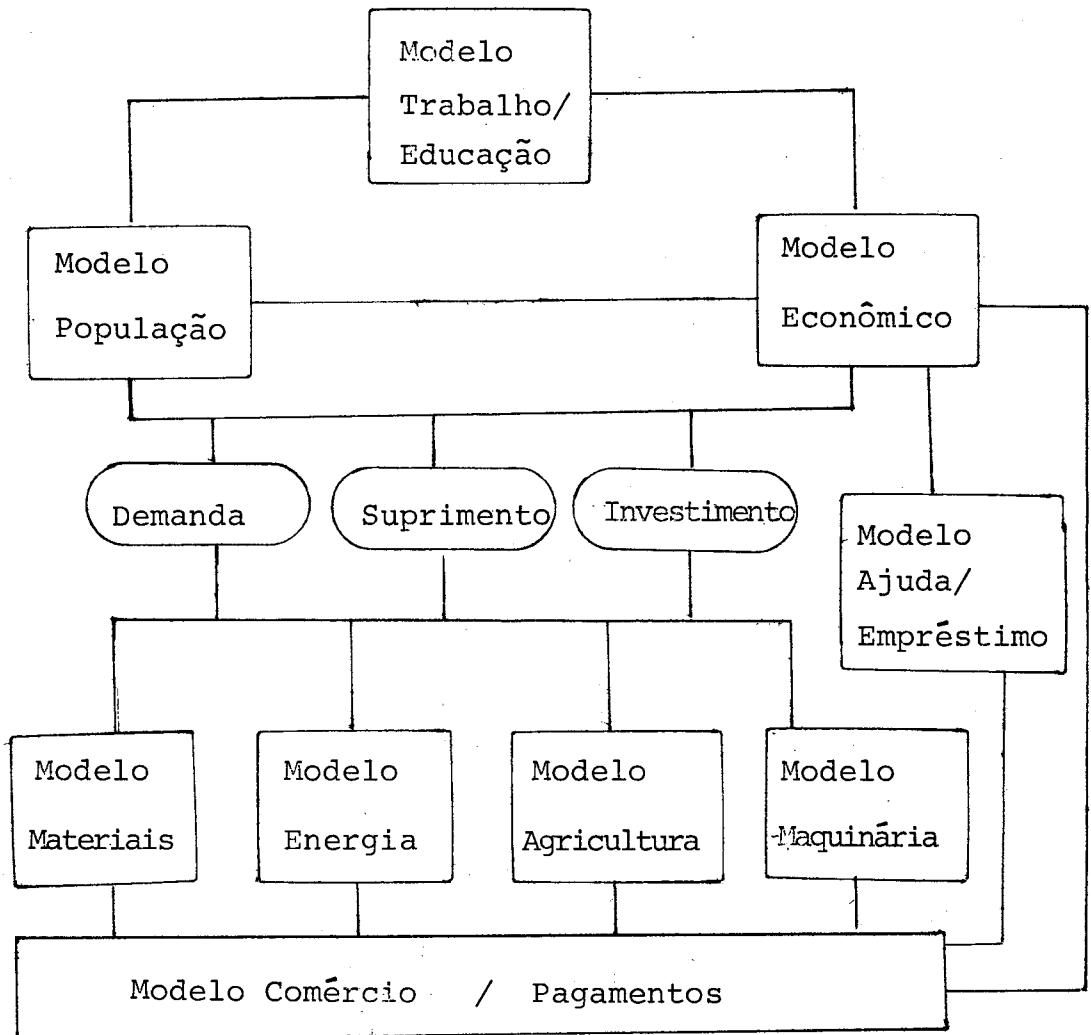 Modelo
Trabalho/
Educação
Modelo
População
Modelo
Econômico
Demanda
Suprimento
Investimento
Modelo
Ajuda/
Empréstimo
Modelo
Materiais
Modelo
Energia
Modelo
Agricultura
Modelo
Maquinária
Modelo Comércio / Pagamentos